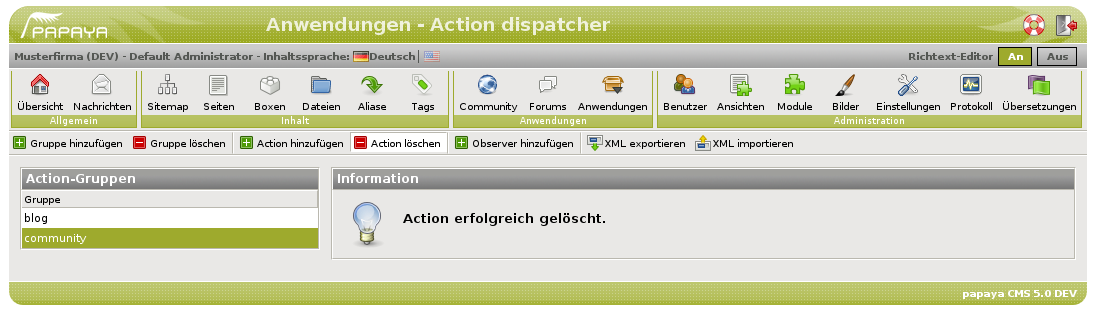 PAPAYA
Anwendungen - Action dispatcher
Musterfirma (DEV) - Default Administrator - Inhaltssprache: Deutsch |
Richtext-Editor An Aus
Übersicht Nachrichten Sitemap Seiten Boxen Dateien Aliase Tags Community Forums Anwendungen Benutzer Ansichten Module Bilder Einstellungen Protokoll Übersetzungen
Allgemein Inhalt Anwendungen Administration
Gruppe hinzufügen Gruppe löschen Action hinzufügen Action löschen Observer hinzufügen XML exportieren XML importieren
Action-Gruppen
Gruppe
blog
community
Information
Action erfolgreich gelöscht.
papaya CMS 5.0 DEV